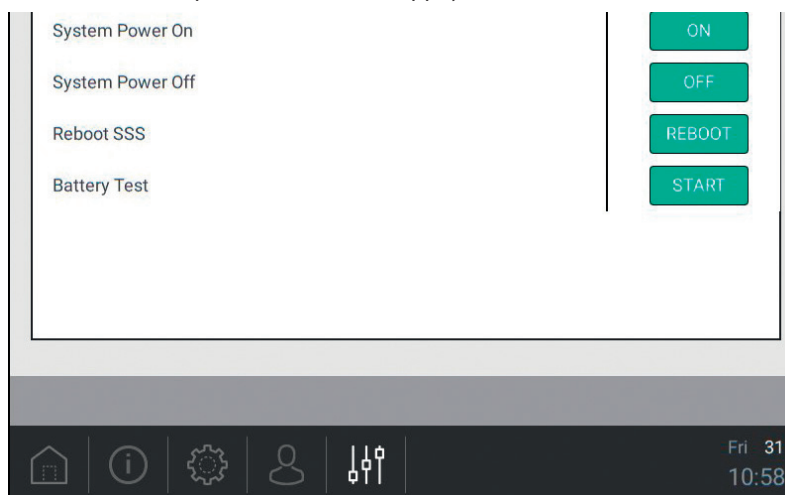 System Power On ON
System Power Off OFF
Reboot SSS REBOOT
Battery Test START
Fri 31
10:58